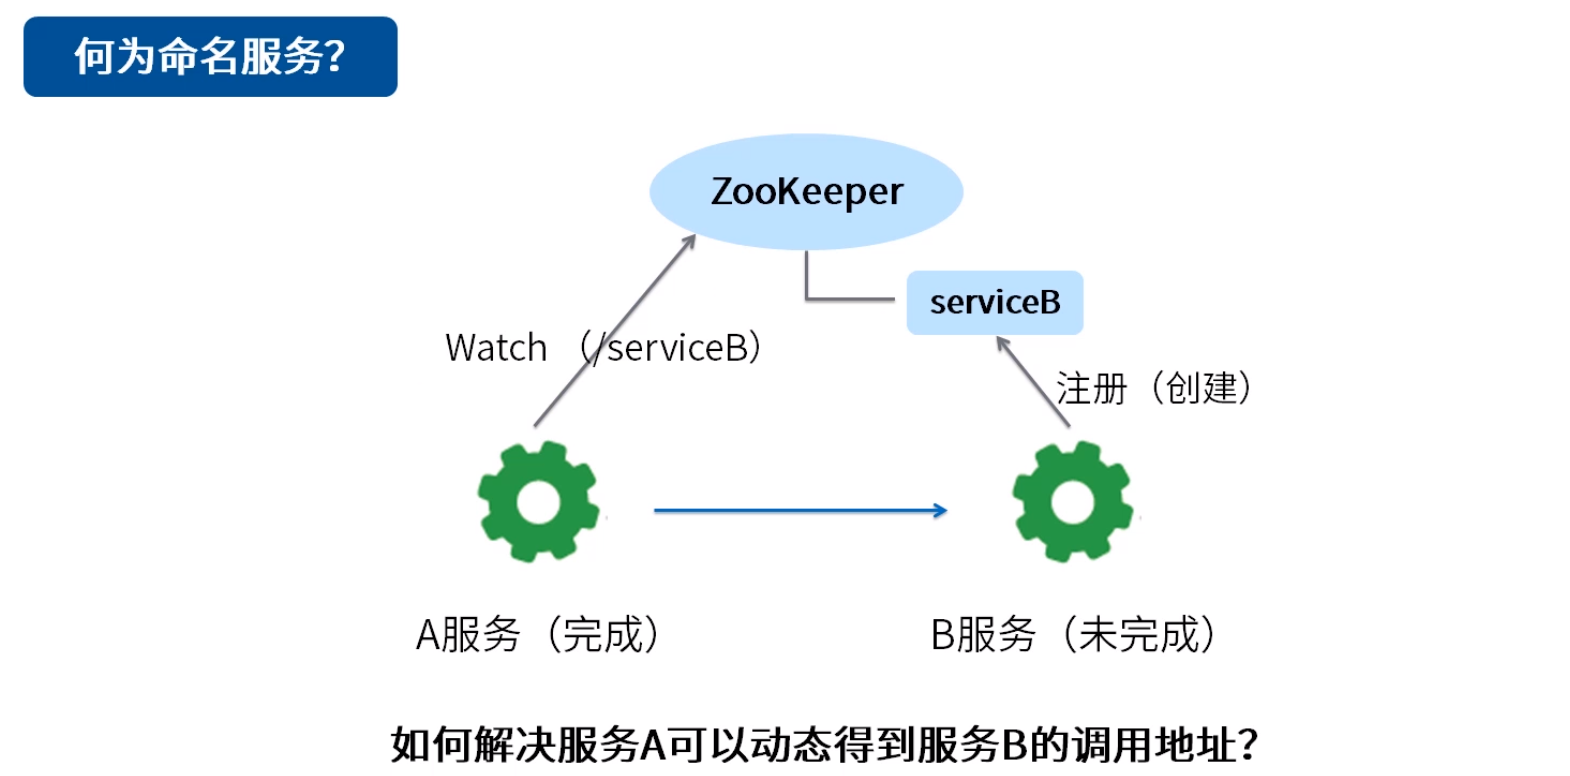 何为命名服务？
ZooKeeper
serviceB
Watch （/serviceB）
注册（创建）
A服务（完成）
B服务（未完成）
如何解决服务A可以动态得到服务B的调用地址？